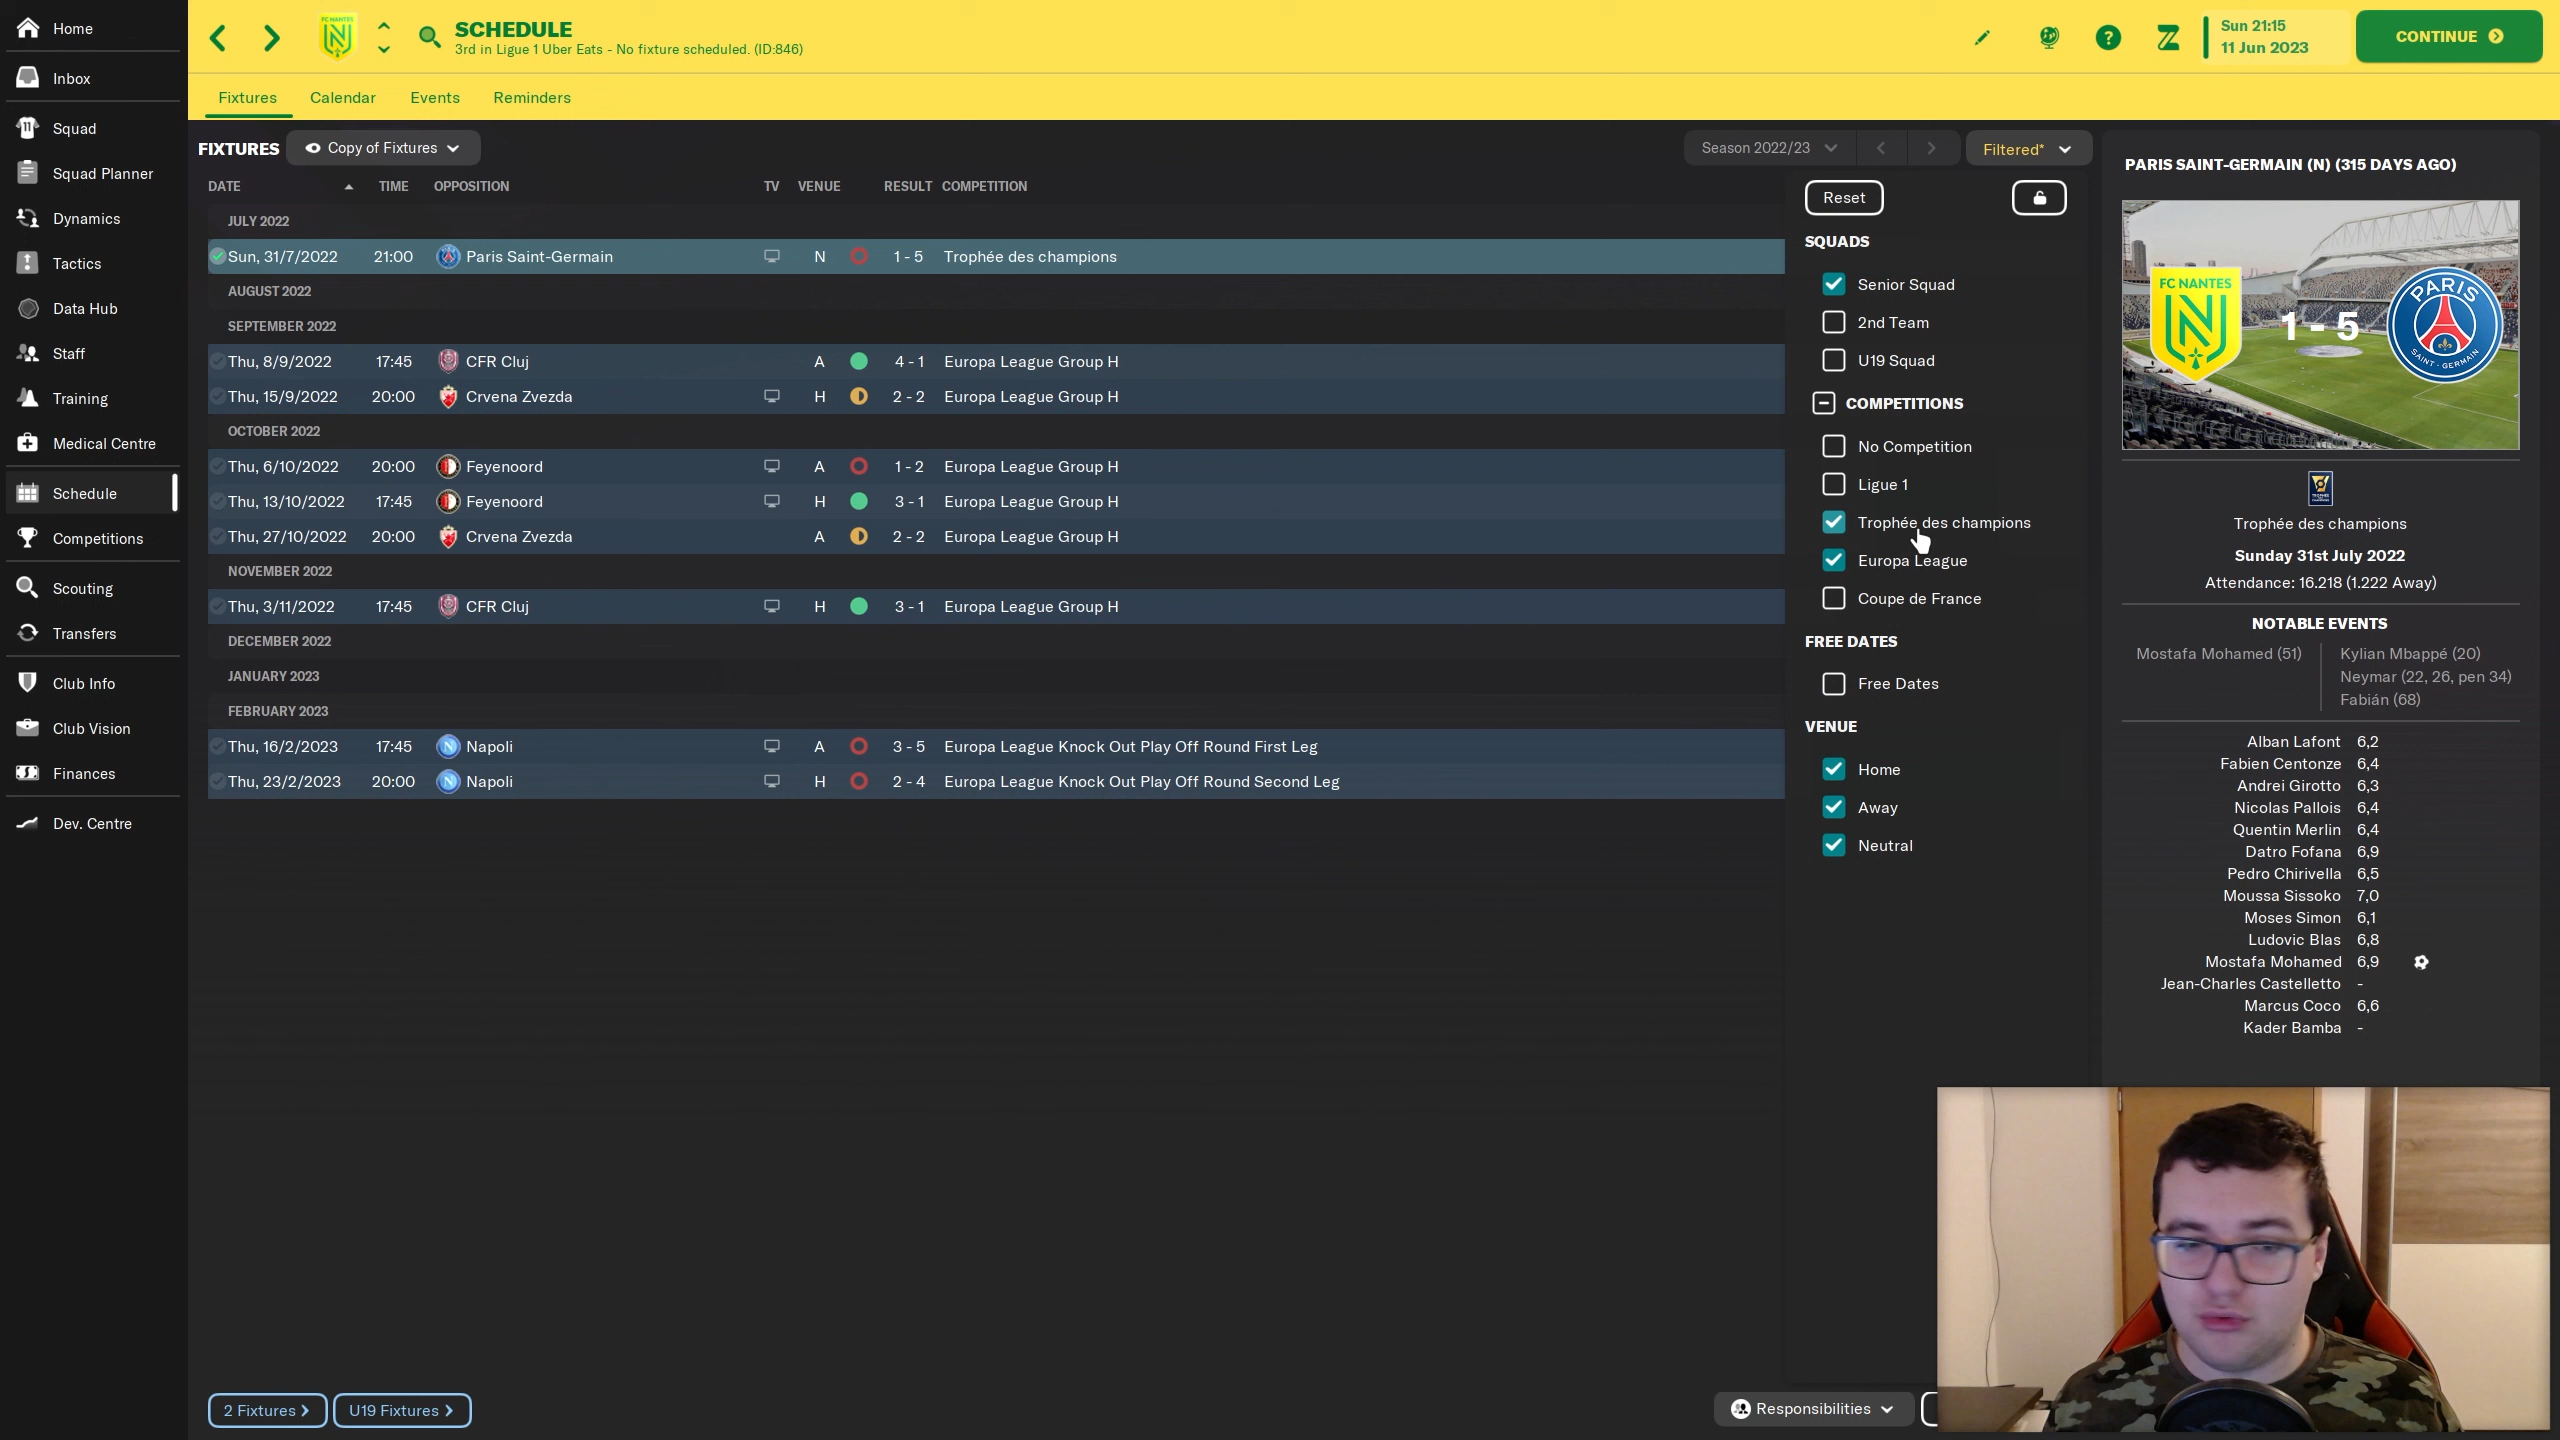 Home
Inbox
Squad
Squad Planner
Dynamics
Tactics
Data Hub
Staff
Training
Medical Centre
Schedule
Competitions
Scouting
Transfers
Club Info
Club Vision
Finances
Dev. Centre
FC NANTES
SCHEDULE
3rd in Ligue 1 Uber Eats - No fixture scheduled. (ID:846)
Sun 21:15
11 Jun 2023
CONTINUE
Fixtures Calendar Events Reminders
FIXTURES Copy of Fixtures Season 2022/23 Filtered*
DATE TIME OPPOSITION TV VENUE RESULT COMPETITION
JULY 2022
Sun, 31/7/2022 21:00 Paris Saint-Germain N 1 - 5 Trophée des champions
AUGUST 2022
SEPTEMBER 2022
Thu, 8/9/2022 17:45 CFR Cluj A 4 - 1 Europa League Group H
Thu, 15/9/2022 20:00 Crvena Zvezda H 2 - 2 Europa League Group H
OCTOBER 2022
Thu, 6/10/2022 20:00 Feyenoord A 1 - 2 Europa League Group H
Thu, 13/10/2022 17:45 Feyenoord H 3 - 1 Europa League Group H
Thu, 27/10/2022 20:00 Crvena Zvezda A 2 - 2 Europa League Group H
NOVEMBER 2022
Thu, 3/11/2022 17:45 CFR Cluj H 3 - 1 Europa League Group H
DECEMBER 2022
JANUARY 2023
FEBRUARY 2023
Thu, 16/2/2023 17:45 Napoli A 3 - 5 Europa League Knock Out Play Off Round First Leg
Thu, 23/2/2023 20:00 Napoli H 2 - 4 Europa League Knock Out Play Off Round Second Leg
2 Fixtures U19 Fixtures
Responsibilities
Reset
SQUADS
Senior Squad
2nd Team
U19 Squad
COMPETITIONS
No Competition
Ligue 1
Trophée des champions
Europa League
Coupe de France
FREE DATES
Free Dates
VENUE
Home
Away
Neutral
PARIS SAINT-GERMAIN (N) (315 DAYS AGO)
FC NANTES
1 - 5
PARIS
SAINT-GERMAIN
Trophée des champions
Sunday 31st July 2022
Attendance: 16.218 (1.222 Away)
NOTABLE EVENTS
Mostafa Mohamed (51) Kylian Mbappé (20)
Neymar (22, 26, pen 34)
Fabián (68)
Alban Lafont 6,2
Fabien Centonze 6,4
Andrei Girotto 6,3
Nicolas Pallois 6,4
Quentin Merlin 6,4
Datro Fofana 6,9
Pedro Chirivella 6,5
Moussa Sissoko 7,0
Moses Simon 6,1
Ludovic Blas 6,8
Mostafa Mohamed 6,9
Jean-Charles Castelletto -
Marcus Coco 6,6
Kader Bamba -